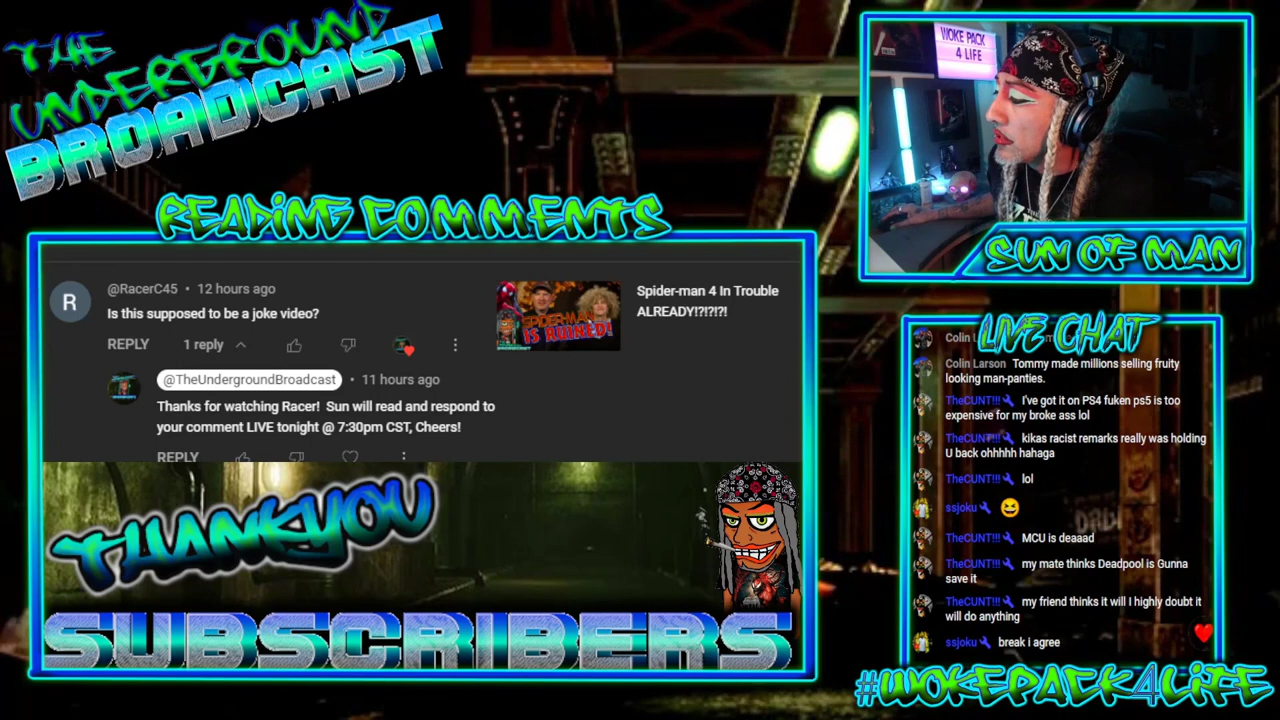 THE
UNDERGROUND
BROADCAST
READING COMMENTS
R
@RacerC45 • 12 hours ago
Is this supposed to be a joke video?
REPLY 1 reply
Spider-man 4 In Trouble
ALREADY!?!?!?!
SPIDER-MAN
IS RUINED!
@TheUndergroundBroadcast • 11 hours ago
Thanks for watching Racer! Sun will read and respond to
your comment LIVE tonight @ 7:30pm CST, Cheers!
REPLY
THANKYOU
SUBSCRIBERS
WOKE PACK
4 LIFE
SUN OF MAN
LIVE CHAT
Colin
Colin Larson Tommy made millions selling fruity
looking man-panties.
TheCUNT!!! I've got it on PS4 fuken ps5 is too
expensive for my broke ass lol
TheCUNT!!! kikas racist remarks really was holding
U back ohhhhh hahaga
TheCUNT!!! lol
ssjoku 😆
TheCUNT!!! MCU is deaaad
TheCUNT!!! my mate thinks Deadpool is Gunna
save it
TheCUNT!!! my friend thinks it will I highly doubt it
will do anything
ssjoku break i agree
#WOKEPACK4LIFE